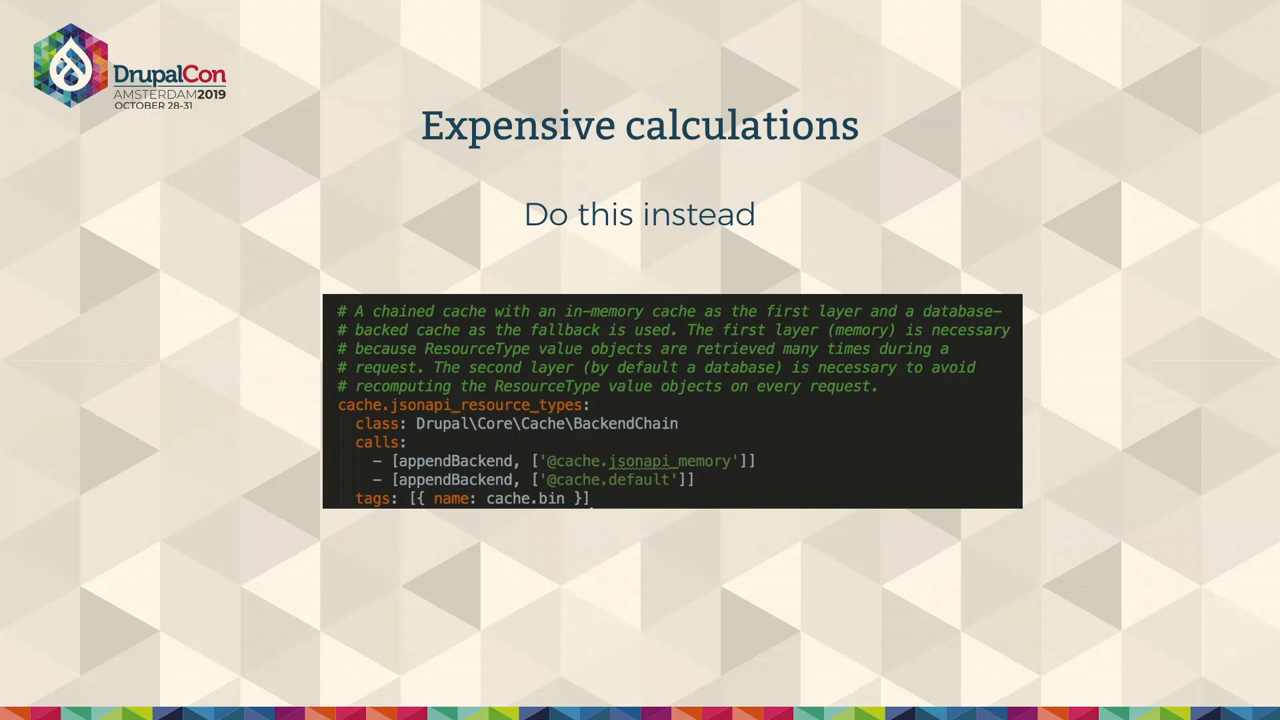 DrupalCon
AMSTERDAM2019
OCTOBER 28-31
Expensive calculations
Do this instead
# A chained cache with an in-memory cache as the first layer and a database-
# backed cache as the fallback is used. The first layer (memory) is necessary
# because ResourceType value objects are retrieved many times during a
# request. The second layer (by default a database) is necessary to avoid
# recomputing the ResourceType value objects on every request.
cache.jsonapi_resource_types:
  class: Drupal\Core\Cache\BackendChain
  calls:
    - [appendBackend, ['@cache.jsonapi_memory']]
    - [appendBackend, ['@cache.default']]
  tags: [{ name: cache.bin }]